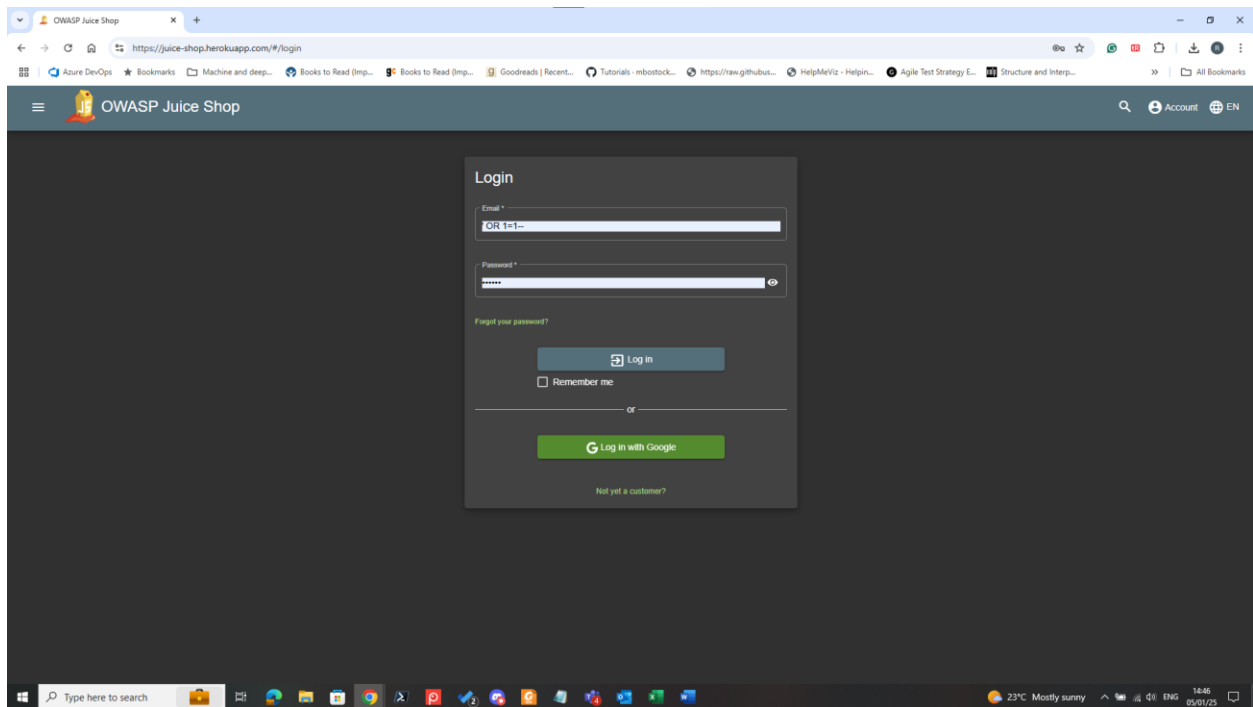 OWASP Juice Shop
https://juice-shop.herokuapp.com/#/login
Azure DevOps Bookmarks Machine and deep... Books to Read (Imp... Books to Read (Imp... Goodreads | Recent... Tutorials - mbostock... https://raw.githubus... HelpMeViz - Helpin... Agile Test Strategy E... Structure and Interp... » All Bookmarks
OWASP Juice Shop Account EN
Login
Email *
' OR 1=1--
Password *
••••••
Forgot your password?
Log in
Remember me
or
G Log in with Google
Not yet a customer?
Type here to search 23°C Mostly sunny ENG 14:46
05/01/25